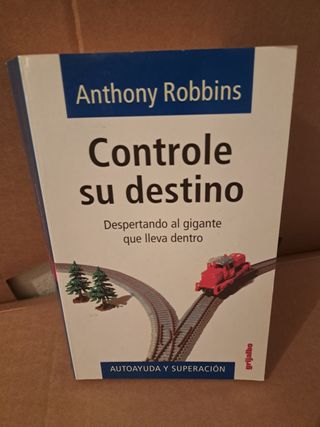 Anthony Robbins
Controle
su destino
Despertando al gigante
que lleva dentro
AUTOAYUDA Y SUPERACIÓN
grijalbo